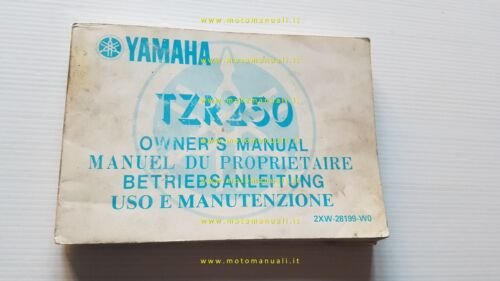 www.motomanuali.it
YAMAHA
TZR250
OWNER'S MANUAL
MANUEL DU PROPRIETAIRE
BETRIEBSANLEITUNG
USO E MANUTENZIONE
2XW-28199-W0
www.motomanuali.it
www.motomanuali.it